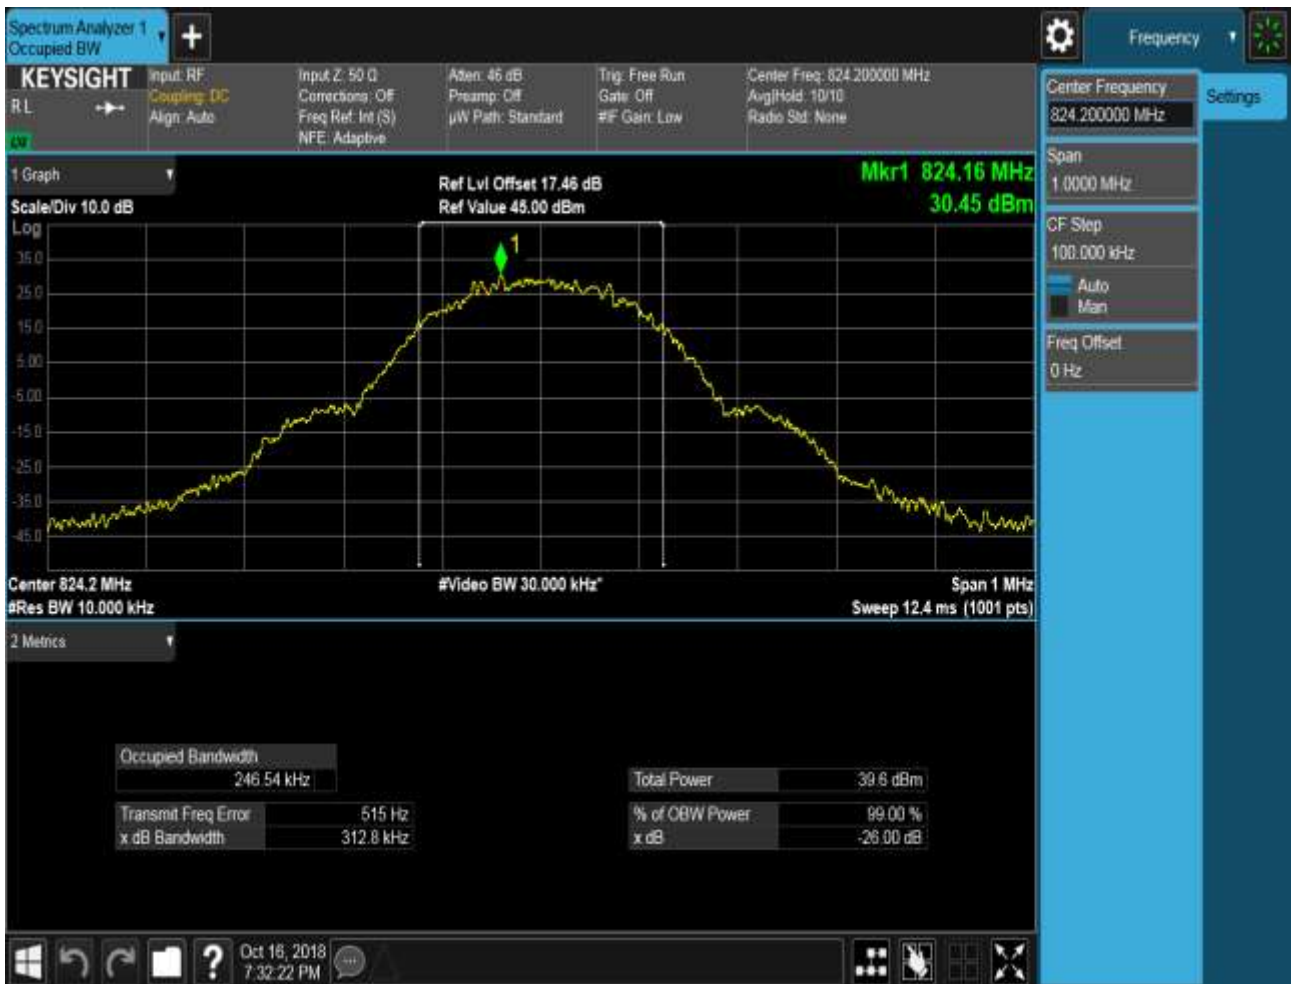 Spectrum Analyzer 1
Occupied BW
Frequency
KEYSIGHT
R L
LXI
Input: RF
Coupling: DC
Align: Auto
Input Z: 50 Ω
Corrections: Off
Freq Ref: Int (S)
NFE: Adaptive
Atten: 46 dB
Preamp: Off
µW Path: Standard
Trig: Free Run
Gate: Off
#IF Gain: Low
Center Freq: 824.200000 MHz
Avg|Hold: 10/10
Radio Std: None
Center Frequency
824.200000 MHz
Settings
Span
1.0000 MHz
CF Step
100.000 kHz
Auto
Man
Freq Offset
0 Hz
1 Graph
Scale/Div 10.0 dB
Ref Lvl Offset 17.46 dB
Ref Value 45.00 dBm
Mkr1 824.16 MHz
30.45 dBm
Log
35.0
25.0
15.0
5.00
-5.00
-15.0
-25.0
-35.0
-45.0
1
Center 824.2 MHz
#Res BW 10.000 kHz
#Video BW 30.000 kHz*
Span 1 MHz
Sweep 12.4 ms (1001 pts)
2 Metrics
Occupied Bandwidth
246.54 kHz
Transmit Freq Error 515 Hz
x dB Bandwidth 312.8 kHz
Total Power 39.6 dBm
% of OBW Power 99.00 %
x dB -26.00 dB
?
Oct 16, 2018
7:32:22 PM